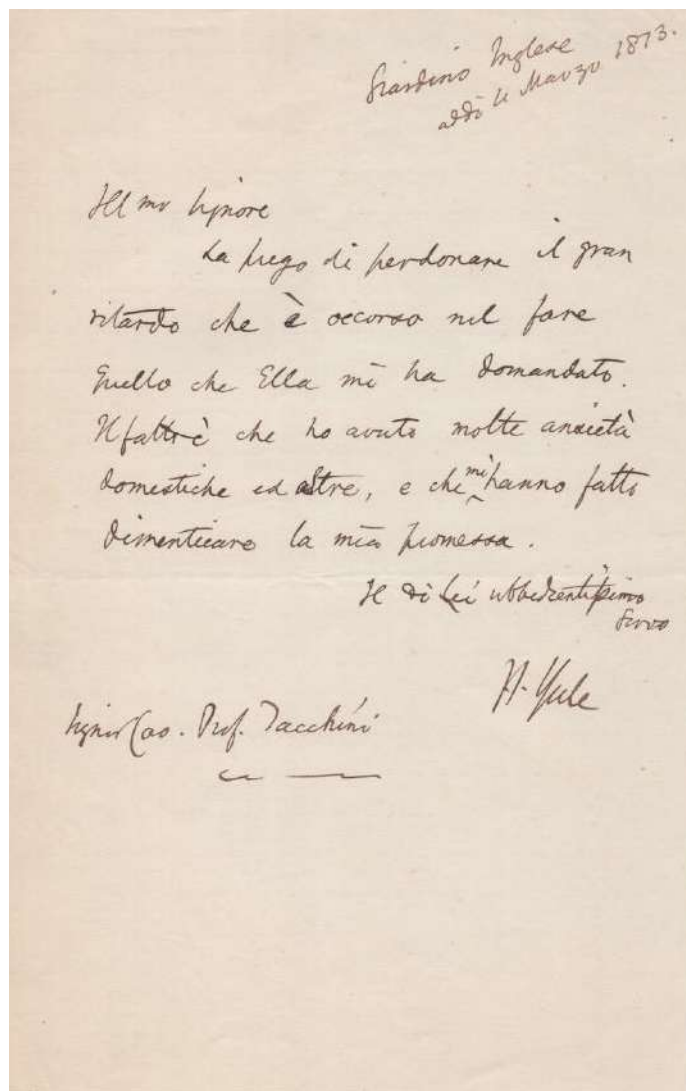 Giardino Inglese
addì 4 Marzo 1873.
Ill mo Signore
La prego di perdonare il gran
ritardo che è occorso nel fare
quello che Ella mi ha domandato.
Il fatto è che ho avuto molte ansietà
domestiche ed altre, e che mi hanno fatto
dimenticare la mia promessa.
Il di Lei ubbidientissimo
Servo
H. Yule
Signor Cav. Prof. Tacchini